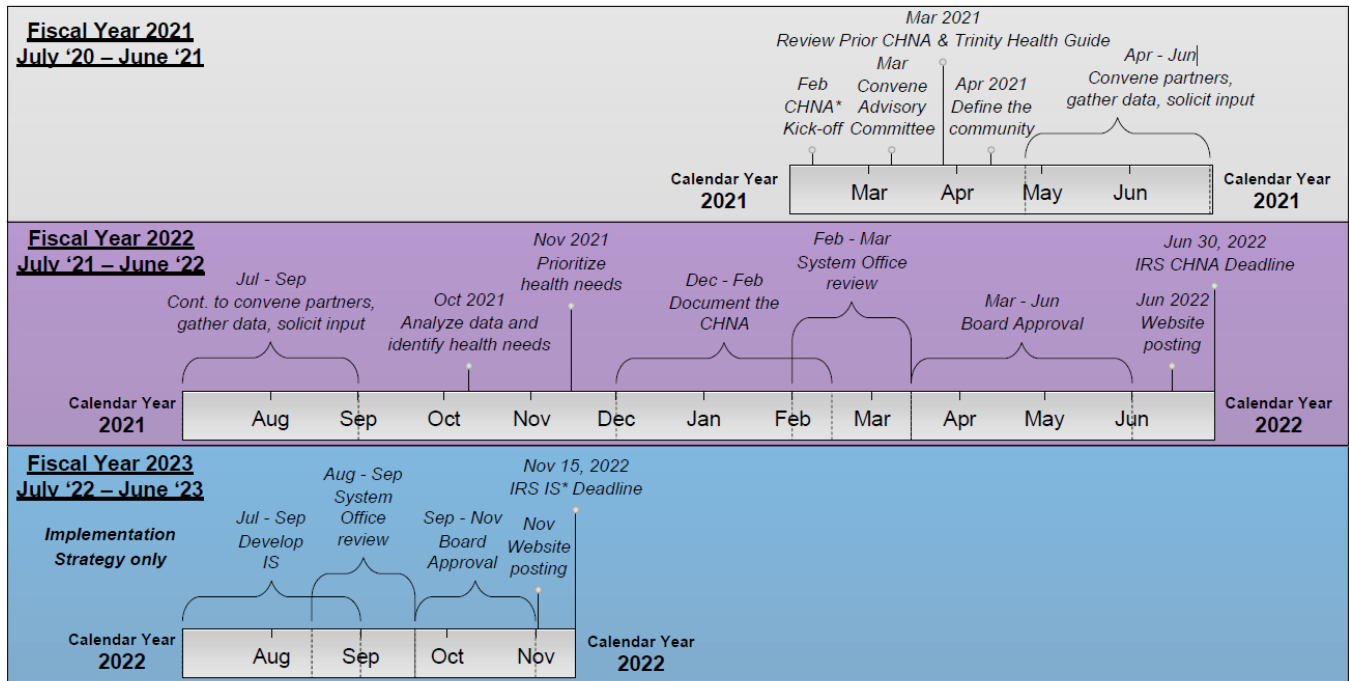 Fiscal Year 2021
July ‘20 – June ‘21
Mar 2021
Review Prior CHNA & Trinity Health Guide
Feb
CHNA*
Kick-off
Mar
Convene
Advisory
Committee
Apr 2021
Define the
community
Apr - Jun
Convene partners,
gather data, solicit input
Calendar Year
2021
Mar
Apr
May
Jun
Calendar Year
2021
Fiscal Year 2022
July ‘21 – June ‘22
Jul - Sep
Cont. to convene partners,
gather data, solicit input
Oct 2021
Analyze data and
identify health needs
Nov 2021
Prioritize
health needs
Dec - Feb
Document the
CHNA
Feb - Mar
System Office
review
Mar - Jun
Board Approval
Jun 2022
Website
posting
Jun 30, 2022
IRS CHNA Deadline
Calendar Year
2021
Aug
Sep
Oct
Nov
Dec
Jan
Feb
Mar
Apr
May
Jun
Calendar Year
2022
Fiscal Year 2023
July ‘22 – June ‘23
Implementation
Strategy only
Jul - Sep
Develop
IS
Aug - Sep
System
Office
review
Sep - Nov
Board
Approval
Nov
Website
posting
Nov 15, 2022
IRS IS* Deadline
Calendar Year
2022
Aug
Sep
Oct
Nov
Calendar Year
2022